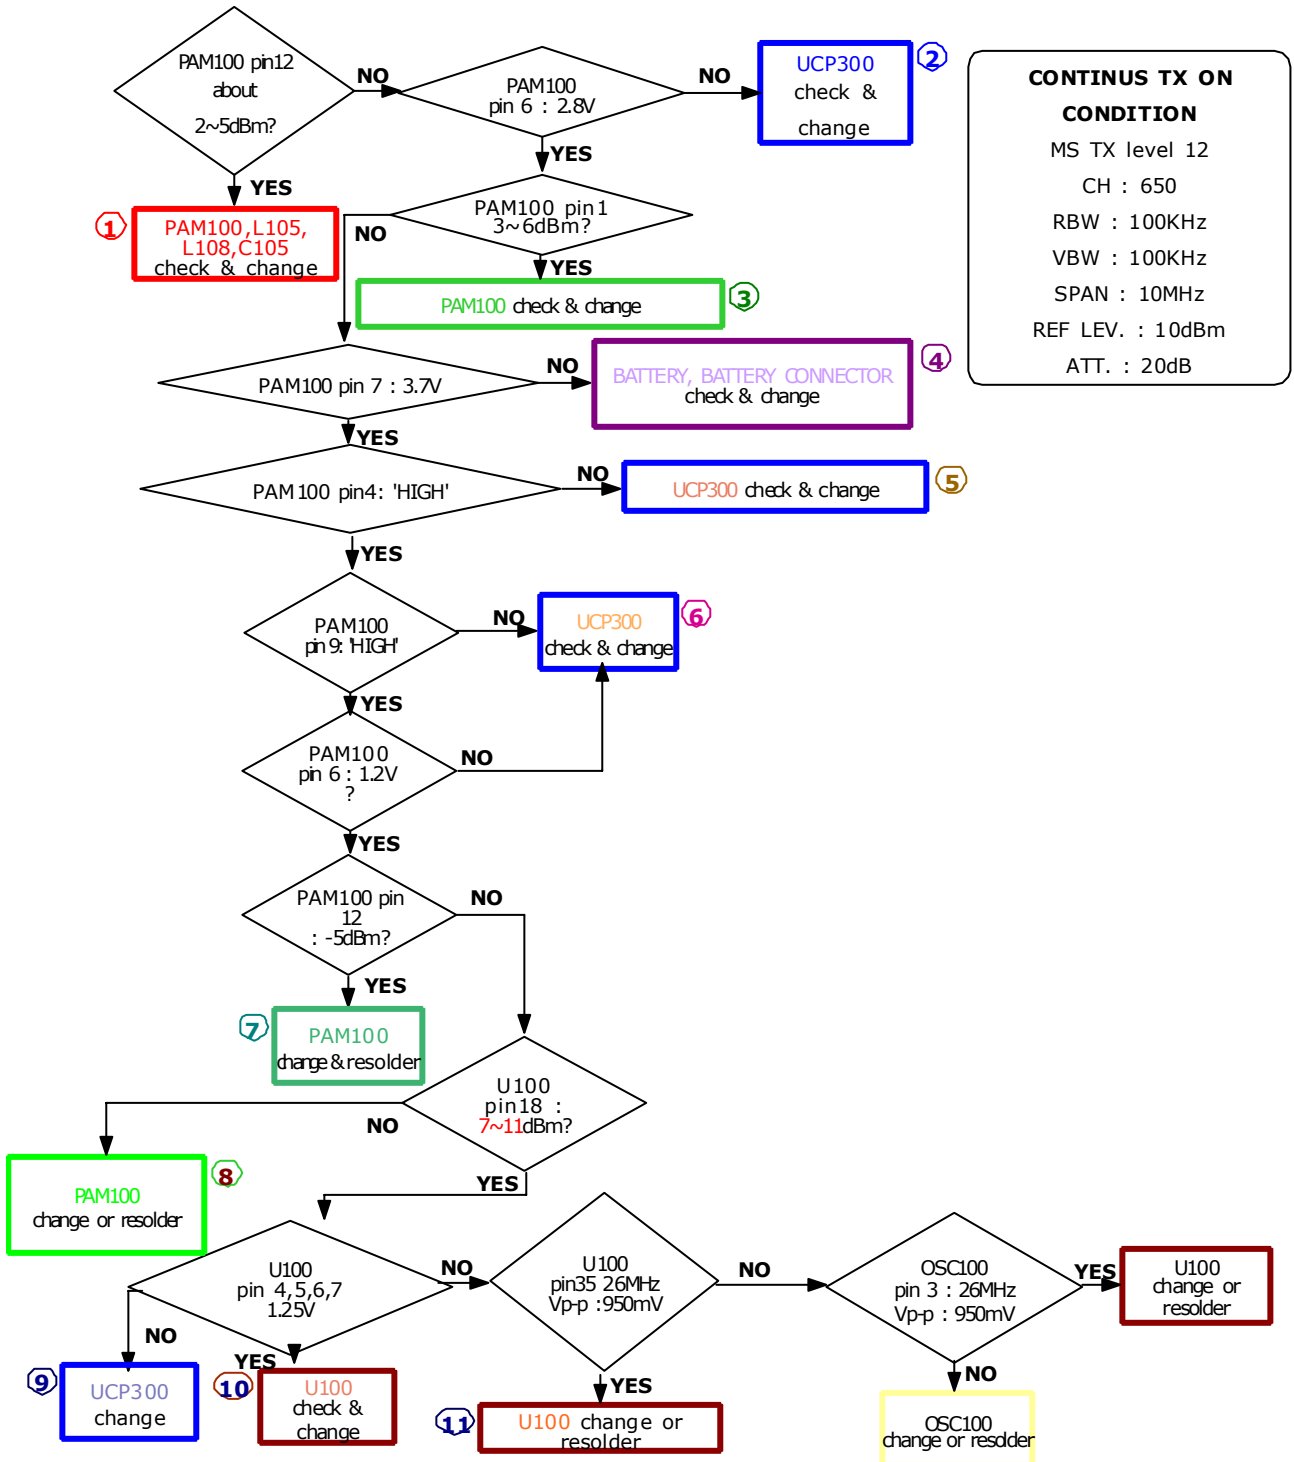 PAM100 pin12
about
2~5dBm?
NO
PAM100
pin 6 : 2.8V
NO
UCP300
check &
change
2
CONTINUS TX ON
CONDITION
MS TX level 12
CH : 650
RBW : 100KHz
VBW : 100KHz
SPAN : 10MHz
REF LEV. : 10dBm
ATT. : 20dB
YES
YES
1
PAM100,L105,
L108,C105
check & change
PAM100 pin1
3~6dBm?
NO
YES
PAM100 check & change
3
PAM100 pin 7 : 3.7V
NO
BATTERY, BATTERY CONNECTOR
check & change
4
YES
PAM100 pin4: 'HIGH'
NO
UCP300 check & change
5
YES
PAM100
pin9: 'HIGH'
NO
UCP300
check & change
6
YES
PAM100
pin 6 : 1.2V
?
NO
YES
PAM100 pin
12
: -5dBm?
NO
YES
7
PAM100
change & resolder
U100
pin18 :
7~11dBm?
NO
YES
PAM100
change or resolder
8
U100
pin 4,5,6,7
1.25V
NO
U100
pin35 26MHz
Vp-p :950mV
NO
OSC100
pin 3 : 26MHz
Vp-p : 950mV
YES
U100
change or
resolder
NO
YES
YES
NO
9
UCP300
change
10
U100
check &
change
11
U100 change or
resolder
OSC100
change or resolder